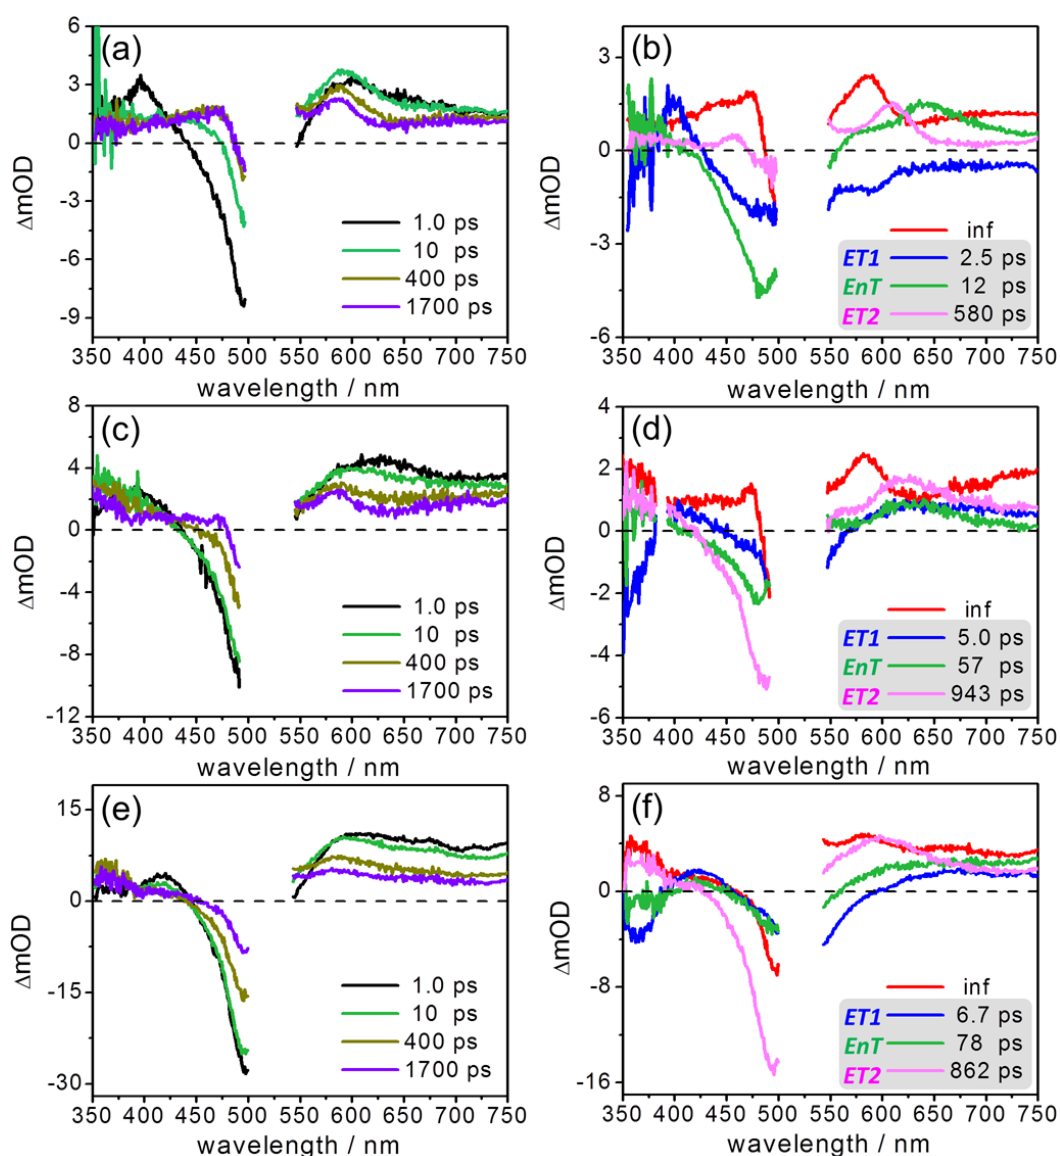 (a)
ΔmOD
6
3
0
-3
-6
-9
1.0 ps
10 ps
400 ps
1700 ps
350 400 450 500 550 600 650 700 750
wavelength / nm
(b)
ΔmOD
3
0
-3
-6
inf
ET1 2.5 ps
EnT 12 ps
ET2 580 ps
350 400 450 500 550 600 650 700 750
wavelength / nm
(c)
ΔmOD
8
4
0
-4
-8
-12
1.0 ps
10 ps
400 ps
1700 ps
350 400 450 500 550 600 650 700 750
wavelength / nm
(d)
ΔmOD
4
2
0
-2
-4
-6
inf
ET1 5.0 ps
EnT 57 ps
ET2 943 ps
350 400 450 500 550 600 650 700 750
wavelength / nm
(e)
ΔmOD
15
0
-15
-30
1.0 ps
10 ps
400 ps
1700 ps
350 400 450 500 550 600 650 700 750
wavelength / nm
(f)
ΔmOD
8
0
-8
-16
inf
ET1 6.7 ps
EnT 78 ps
ET2 862 ps
350 400 450 500 550 600 650 700 750
wavelength / nm